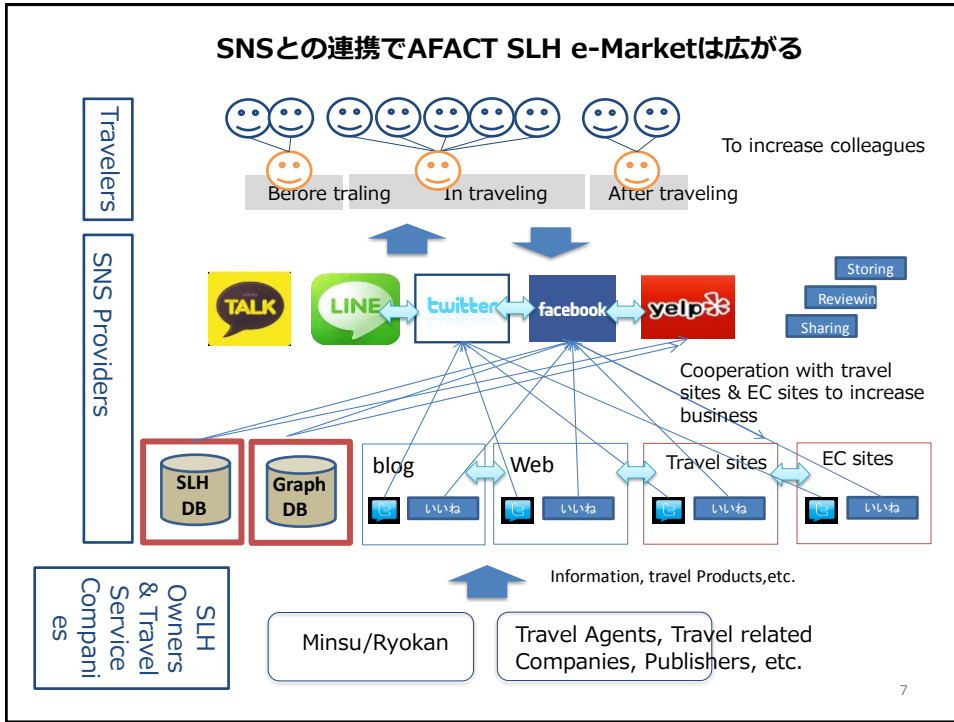 SNSとの連携でAFACT SLH e-Marketは広がる
Travelers
To increase colleagues
Before traling
In traveling
After traveling
SNS Providers
TALK
LINE
twitter
facebook
yelp
Storing
Reviewin
Sharing
Cooperation with travel
sites & EC sites to increase
business
SLH
DB
Graph
DB
blog
Web
Travel sites
EC sites
いいね
いいね
いいね
いいね
SLH
Owners
& Travel
Service
Compani
es
Information, travel Products,etc.
Minsu/Ryokan
Travel Agents, Travel related
Companies, Publishers, etc.
7